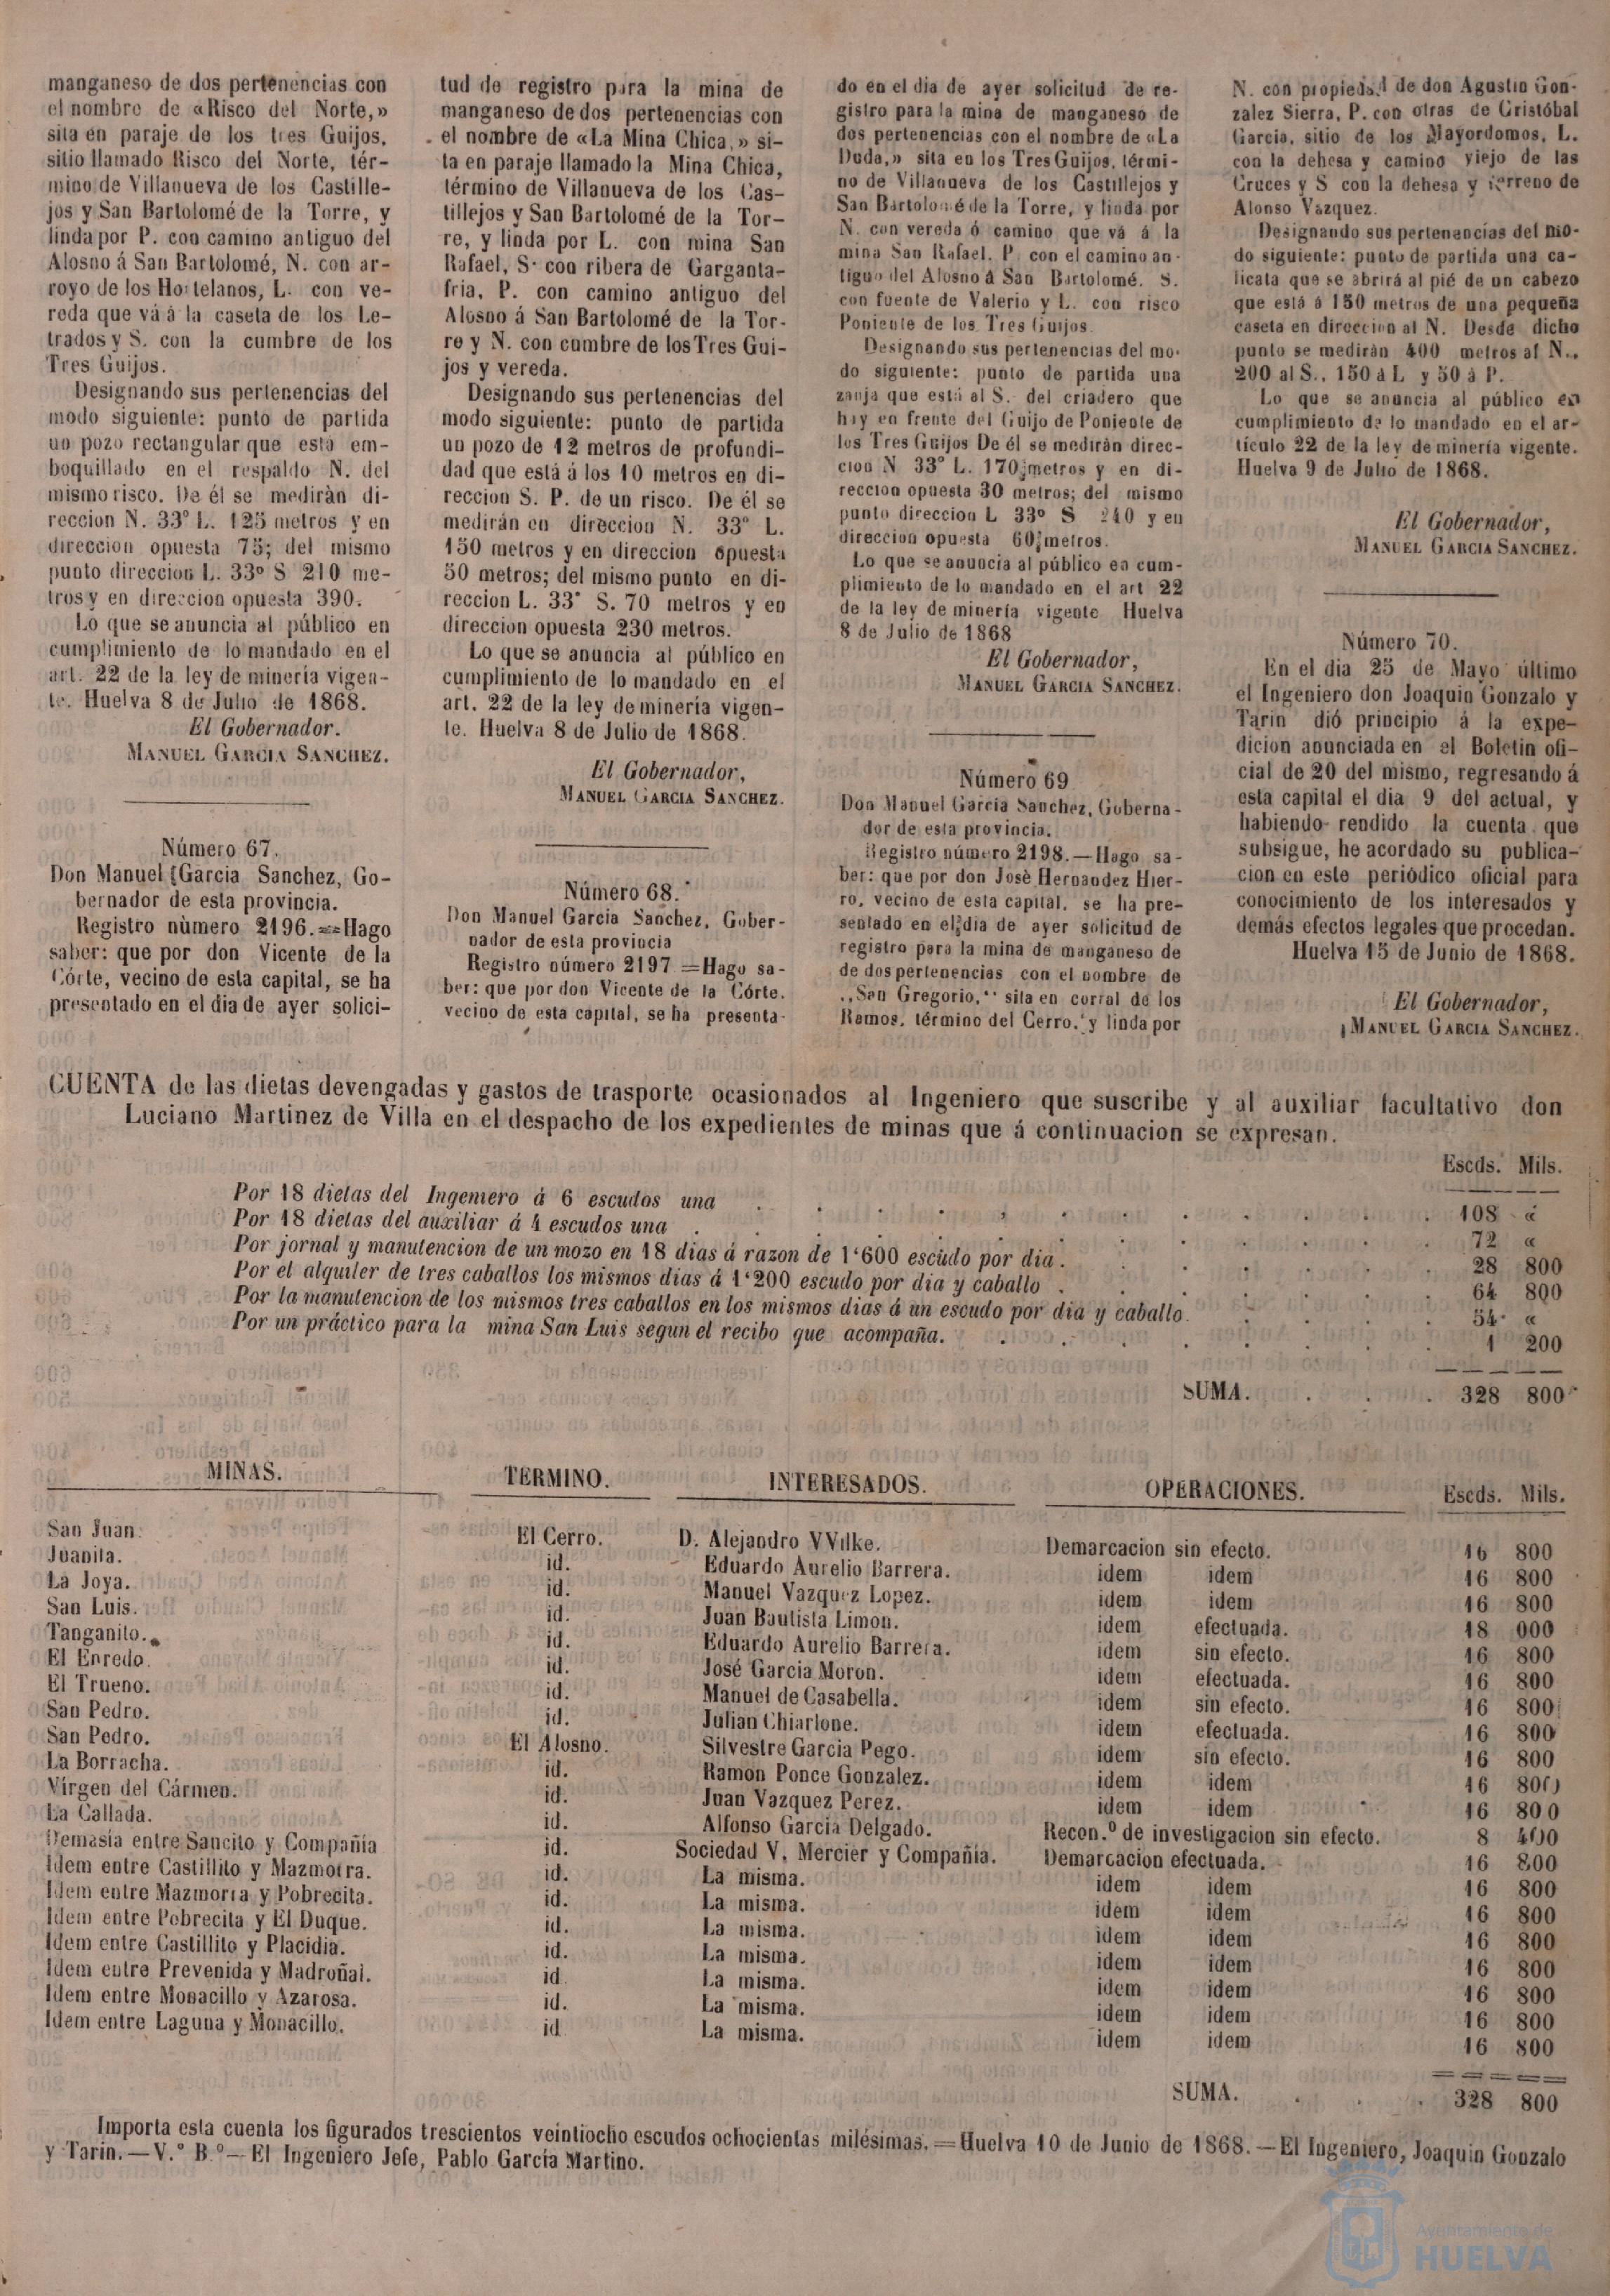 manganeso de dos pertenencias con
el nombre de «Risco del Norte,»
sita en paraje de los tres Guijos,
sitio llamado Risco del Norte, tér-
mino de Villanueva de los Castille-
jos y San Bartolomé de la Torre, y
linda por P. con camino antiguo del
Alosno á San Bartolomé, N. con ar-
royo de los Hortelanos, L. con ve-
reda que vá á la caseta de los Le-
trados y S. con la cumbre de los
Tres Guijos.
Designando sus pertenencias del
modo siguiente: punto de partida
un pozo rectangular que está em-
boquillado en el respaldo N. del
mismo risco. De él se medirán di-
reccion N. 33° L. 125 metros y en
direccion opuesta 75; del mismo
punto direccion L. 33° S 210 me-
tros y en direccion opuesta 390.
Lo que se anuncia al público en
cumplimiento de lo mandado en el
art. 22 de la ley de minería vigen-
te. Huelva 8 de Julio de 1868.
El Gobernador.
MANUEL GARCIA SANCHEZ.
Número 67.
Don Manuel García Sanchez, Go-
bernador de esta provincia.
Registro nùmero 2196.=Hago
saber: que por don Vicente de la
Córte, vecino de esta capital, se ha
presentado en el dia de ayer solici-
tud de registro para la mina de
manganeso de dos pertenencias con
el nombre de «La Mina Chica,» si-
ta en paraje llamado la Mina Chica,
término de Villanueva de los Cas-
tillejos y San Bartolomé de la Tor-
re, y linda por L. con mina San
Rafael, S. con ribera de Garganta-
fria, P. con camino antiguo del
Alosno á San Bartolomé de la Tor-
re y N. con cumbre de los Tres Gui-
jos y vereda.
Designando sus pertenencias del
modo siguiente: punto de partida
un pozo de 12 metros de profundi-
dad que está á los 10 metros en di-
reccion S. P. de un risco. De él se
medirán en direccion N. 33° L.
150 metros y en direccion opuesta
50 metros; del mismo punto en di-
reccion L. 33° S. 70 metros y en
direccion opuesta 230 metros.
Lo que se anuncia al público en
cumplimiento de lo mandado en el
art. 22 de la ley de minería vigen-
te. Huelva 8 de Julio de 1868.
El Gobernador,
MANUEL GARCIA SANCHEZ.
Número 68.
Don Manuel García Sanchez, Gober-
nador de esta provincia
Registro número 2197.=Hago sa-
ber: que por don Vicente de la Córte.
vecino de esta capital, se ha presenta-
do en el dia de ayer solicitud de re-
gistro para la mina de manganeso de
dos pertenencias con el nombre de «La
Duda,» sita en los Tres Guijos, térmi-
no de Villanueva de los Castillejos y
San Bartolomé de la Torre, y linda por
N. con vereda ó camino que vá á la
mina San Rafael. P. con el camino an-
tiguo del Alosno á San Bartolomé. S.
con fuente de Valerio y L. con risco
Poniente de los Tres Guijos.
Designando sus pertenencias del mo-
do siguiente: punto de partida una
zanja que está al S. del criadero que
hay en frente del Guijo de Poniente de
los Tres Guijos De él se medirán direc-
cion N 33° L. 170 metros y en di-
reccion opuesta 30 metros; del mismo
punto direccion L 33° S 240 y en
direccion opuesta 60 metros.
Lo que se anuncia al público en cum-
plimiento de lo mandado en el art 22
de la ley de minería vigente Huelva
8 de Julio de 1868
El Gobernador,
MANUEL GARCIA SANCHEZ.
Número 69
Don Manuel García Sanchez, Goberna-
dor de esta provincia.
Registro número 2198.—Hago sa-
ber: que por don Josè Hernandez Hier-
ro, vecino de esta capital, se ha pre-
sentado en el dia de ayer solicitud de
registro para la mina de manganeso de
de dos pertenencias con el nombre de
,,San Gregorio,‘‘ sita en corral de los
Ramos, término del Cerro, y linda por
N. con propiedad de don Agustin Gon-
zalez Sierra, P. con otras de Cristóbal
Garcia, sitio de los Mayordomos, L.
con la dehesa y camino viejo de las
Cruces y S con la dehesa y terreno de
Alonso Vazquez.
Designando sus pertenencias del mo-
do siguiente: punto de partida una ca-
licata que se abrirá al pié de un cabezo
que está á 150 metros de una pequeña
caseta en direccion al N. Desde dicho
punto se medirán 400 metros al N.,
200 al S., 150 á L y 50 á P.
Lo que se anuncia al público en
cumplimiento de lo mandado en el ar-
tículo 22 de la ley de minería vigente.
Huelva 9 de Julio de 1868.
El Gobernador,
MANUEL GARCIA SANCHEZ.
Número 70.
En el dia 25 de Mayo último
el Ingeniero don Joaquin Gonzalo y
Tarin dió principio á la expe-
dicion anunciada en el Boletin ofi-
cial de 20 del mismo, regresando á
esta capital el dia 9 del actual, y
habiendo rendido la cuenta que
subsigue, he acordado su publica-
cion en este periódico oficial para
conocimiento de los interesados y
demás efectos legales que procedan.
Huelva 15 de Junio de 1868.
El Gobernador,
MANUEL GARCIA SANCHEZ.
CUENTA de las dietas devengadas y gastos de trasporte ocasionados al Ingeniero que suscribe y al auxiliar facultativo don
Luciano Martinez de Villa en el despacho de los expedientes de minas que á continuacion se expresan.
Escds. Mils.
Por 18 dietas del Ingeniero á 6 escudos una . . . . . . . 108 «
Por 18 dietas del auxiliar á 4 escudos una . . . . . . . 72 «
Por jornal y manutencion de un mozo en 18 dias á razon de 1‘600 escudo por dia . . . . 28 800
Por el alquiler de tres caballos los mismos dias á 1‘200 escudo por dia y caballo . . . . 64 800
Por la manutencion de los mismos tres caballos en los mismos dias á un escudo por dia y caballo. . . . 54 «
Por un práctico para la mina San Luis segun el recibo que acompaña. . . . . . 1 200
SUMA. . . . 328 800
MINAS. TERMINO. INTERESADOS. OPERACIONES. Escds. Mils.
San Juan. El Cerro. D. Alejandro VVilke. Demarcacion sin efecto. 16 800
Juanita. id. Eduardo Aurelio Barrera. idem idem 16 800
La Joya. id. Manuel Vazquez Lopez. idem idem 16 800
San Luis. id. Juan Bautista Limon. idem efectuada. 18 000
Tanganito. id. Eduardo Aurelio Barrera. idem sin efecto. 16 800
El Enredo. id. José Garcia Moron. idem efectuada. 16 800
El Trueno. id. Manuel de Casabella. idem sin efecto. 16 800
San Pedro. id. Julian Chiarlone. idem efectuada. 16 800
San Pedro. El Alosno. Silvestre Garcia Pego. idem sin efecto. 16 800
La Borracha. id. Ramon Ponce Gonzalez. idem idem 16 800
Vírgen del Cármen. id. Juan Vazquez Perez. idem idem 16 800
La Callada. id. Alfonso Garcia Delgado. Recon.º de investigacion sin efecto. 8 400
Demasía entre Sancito y Compañía id. Sociedad V. Mercier y Compañía. Demarcacion efectuada. 16 800
Idem entre Castillito y Mazmorra. id. La misma. idem idem 16 800
Idem entre Mazmorra y Pobrecita. id. La misma. idem idem 16 800
Idem entre Pobrecita y El Duque. id. La misma. idem idem 16 800
Idem entre Castillito y Placidia. id. La misma. idem idem 16 800
Idem entre Prevenida y Madroñal. id. La misma. idem idem 16 800
Idem entre Monacillo y Azarosa. id. La misma. idem idem 16 800
Idem entre Laguna y Monacillo. id La misma. idem idem 16 800
SUMA. . . . 328 800
Importa esta cuenta los figurados trescientos veintiocho escudos ochocientas milésimas.=Huelva 10 de Junio de 1868.—El Ingeniero, Joaquin Gonzalo
y Tarin.—V.º B.º—El Ingeniero Jefe, Pablo García Martino.
Ayuntamiento de
HUELVA